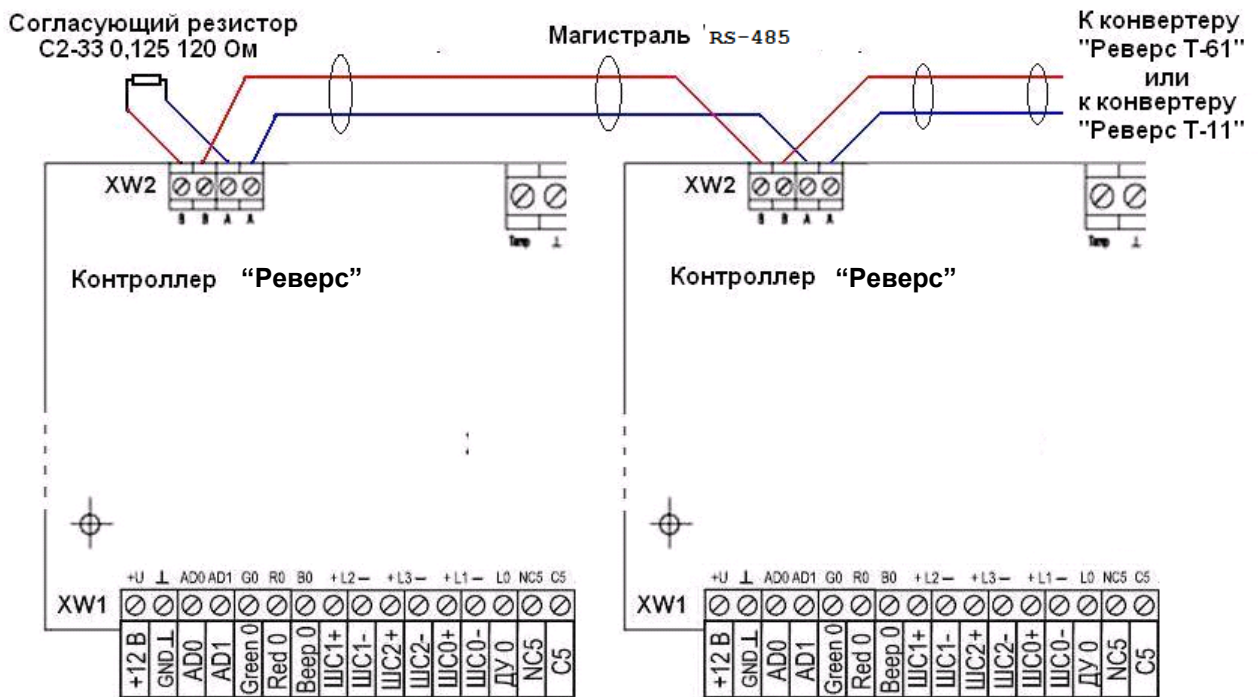 Согласующий резистор
С2-33 0,125 120 Ом
Магистраль 'RS-485
К конвертеру
"Реверс Т-61"
или
к конвертеру
"Реверс Т-11"
XW2
B B A A
Tamp ⊥
Контроллер “Реверс”
XW2
B B A A
Tamp ⊥
Контроллер “Реверс”
+U ⊥ AD0 AD1 G0 R0 B0 + L2 – + L3 – + L1 – L0 NC5 C5
XW1
+12 В GND⊥ AD0 AD1 Green 0 Red 0 Beep 0 ШС1+ ШС1- ШС2+ ШС2- ШС0+ ШС0- ДУ 0 NC5 C5
+U ⊥ AD0 AD1 G0 R0 B0 + L2 – + L3 – + L1 – L0 NC5 C5
XW1
+12 В GND⊥ AD0 AD1 Green 0 Red 0 Beep 0 ШС1+ ШС1- ШС2+ ШС2- ШС0+ ШС0- ДУ 0 NC5 C5